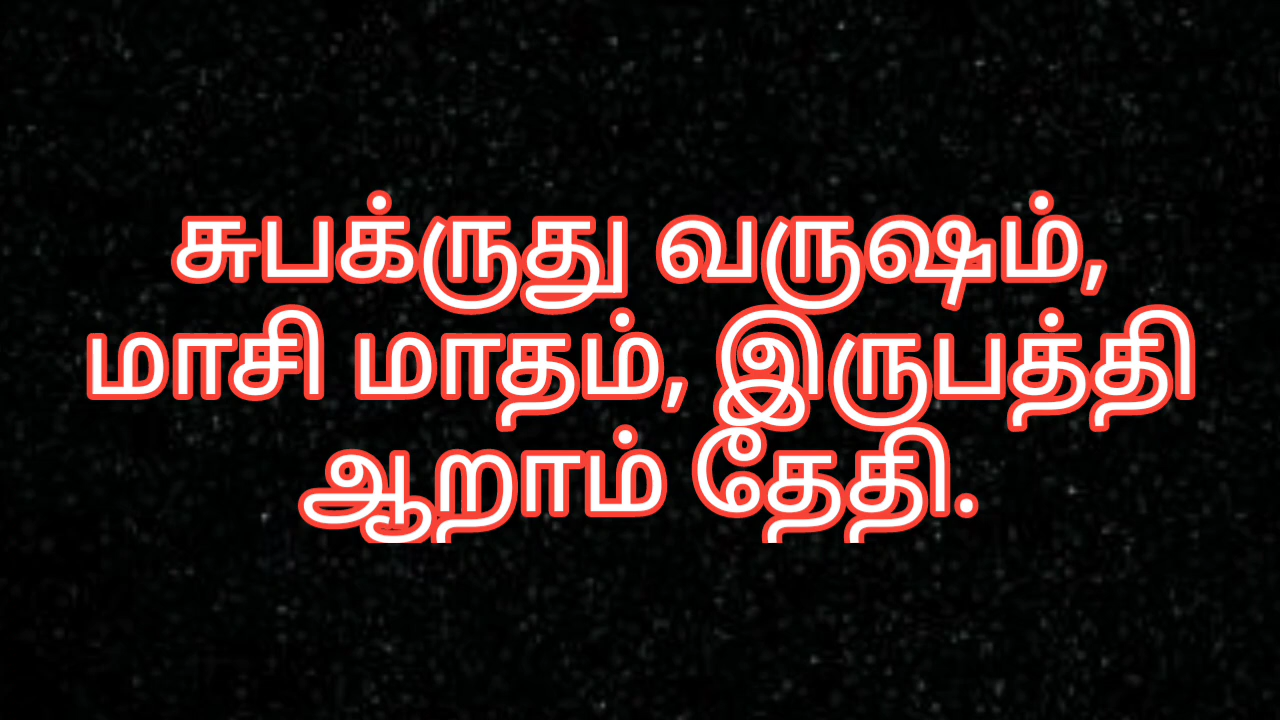 சுபக்ருது வருஷம்,
மாசி மாதம், இருபத்தி
ஆறாம் தேதி.